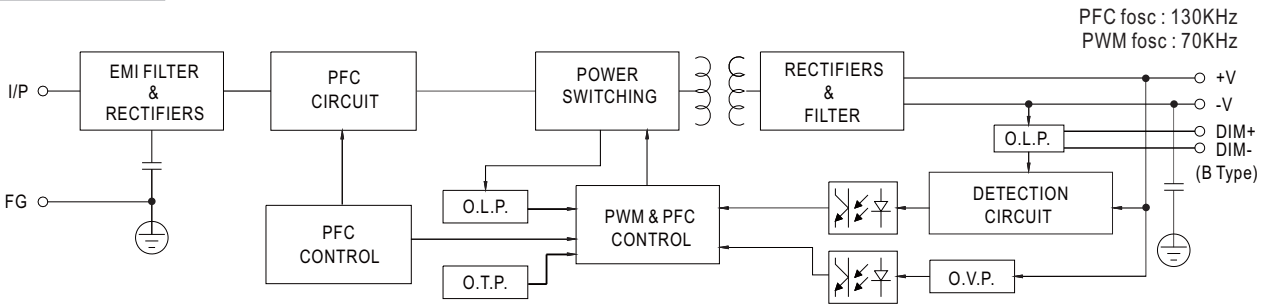 PFC fosc : 130KHz
PWM fosc : 70KHz
I/P
EMI FILTER
&
RECTIFIERS
PFC
CIRCUIT
POWER
SWITCHING
RECTIFIERS
&
FILTER
+V
-V
O.L.P.
DIM+
DIM-
(B Type)
FG
PFC
CONTROL
O.L.P.
O.T.P.
PWM & PFC
CONTROL
DETECTION
CIRCUIT
O.V.P.